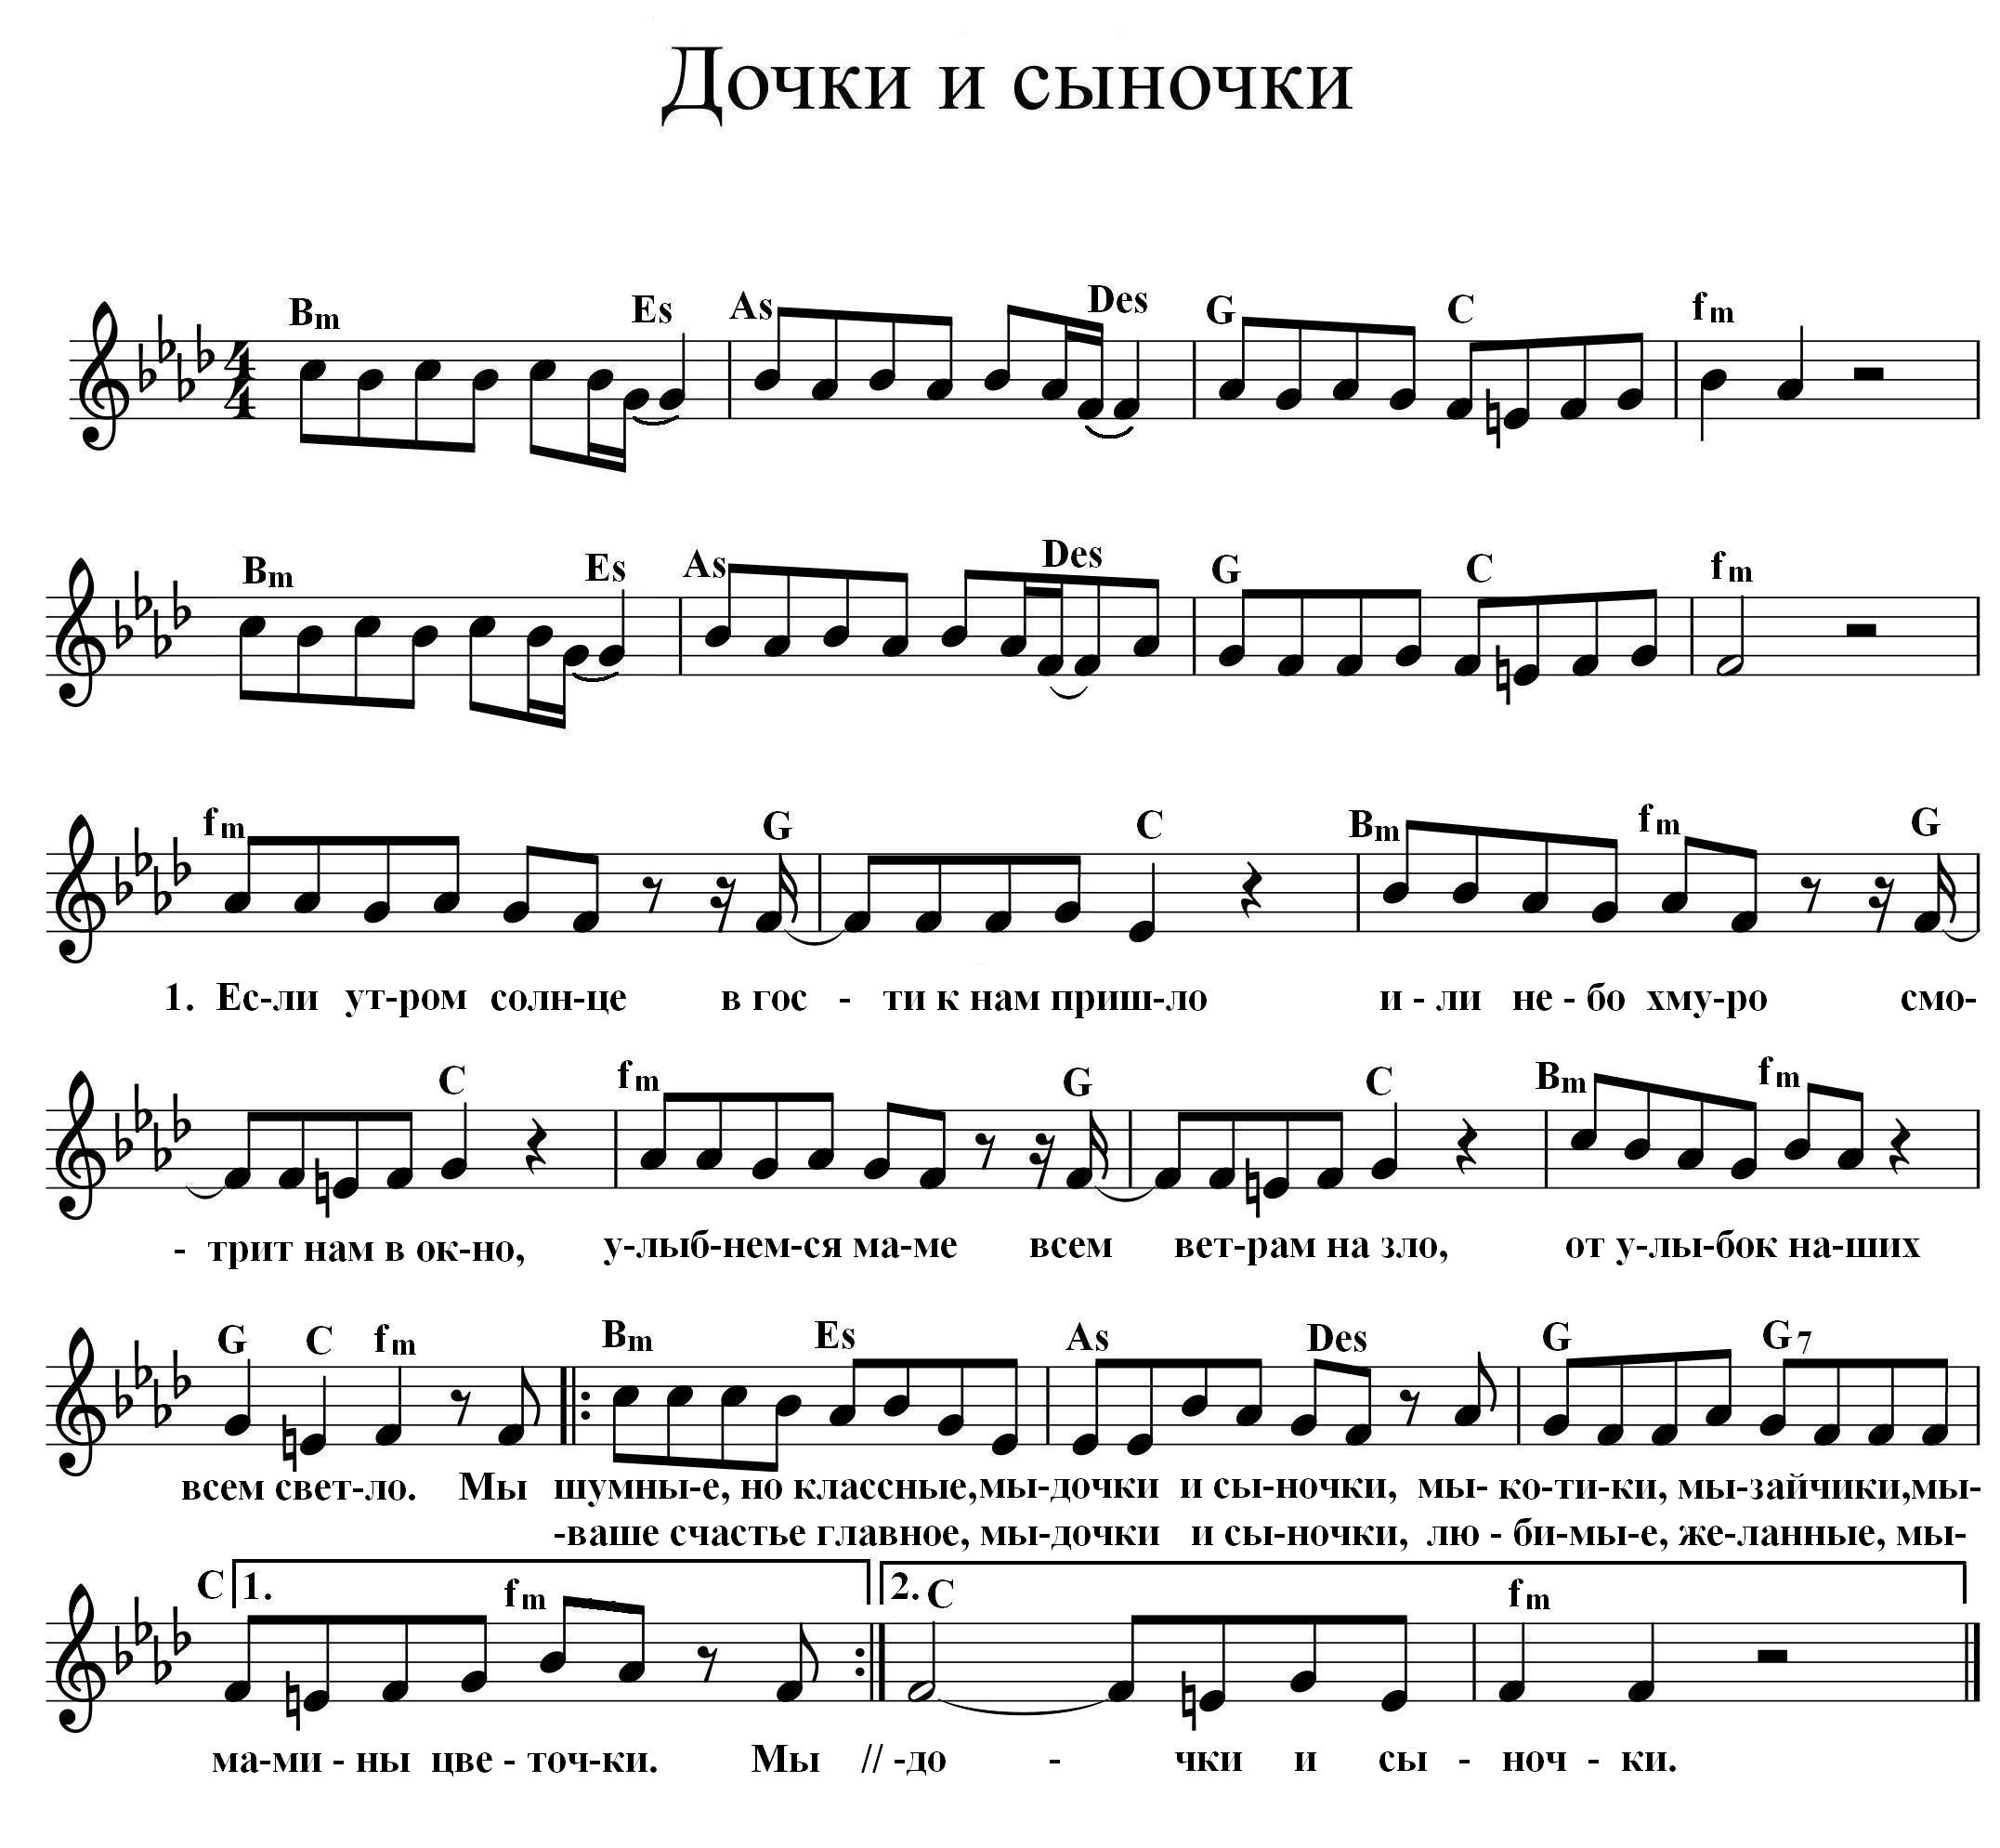 Дочки и сыночки
Bm Es As Des G C fm
4
4
Bm Es As Des G C fm
fm G C Bm fm G
1. Ес-ли ут-ром солн-це в гос - ти к нам приш-ло и - ли не - бо хму-ро смо-
C fm G C Bm fm
- трит нам в ок-но, у-лыб-нем-ся ма-ме всем вет-рам на зло, от у-лы-бок на-ших
G C fm Bm Es As Des G G7
всем свет-ло. Мы шумны-е, но классные,мы-дочки и сы-ночки, мы- ко-ти-ки, мы-зайчики,мы-
-ваше счастье главное, мы-дочки и сы-ночки, лю - би-мы-е, же-ланные, мы-
C 1. fm 2. C fm
ма-ми - ны цве - точ-ки. Мы // -до - чки и сы - ноч - ки.